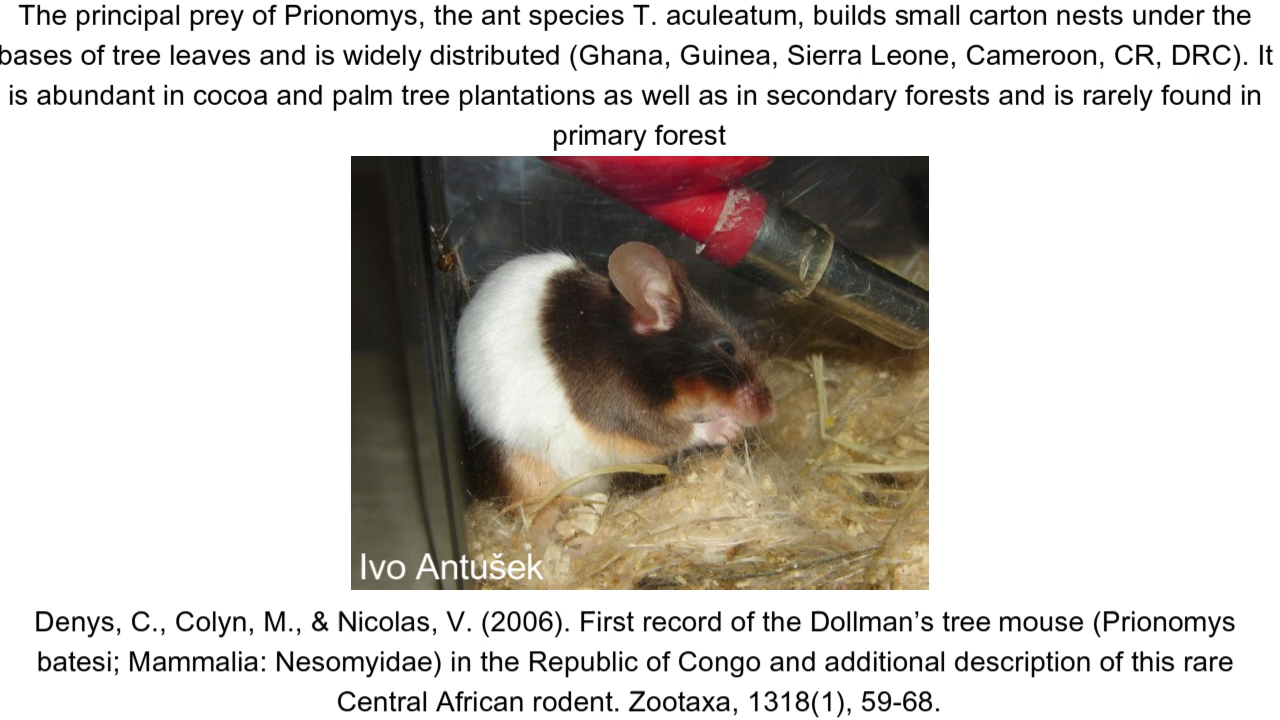 The principal prey of Prionomys, the ant species T. aculeatum, builds small carton nests under the
bases of tree leaves and is widely distributed (Ghana, Guinea, Sierra Leone, Cameroon, CR, DRC). It
is abundant in cocoa and palm tree plantations as well as in secondary forests and is rarely found in
primary forest
Ivo Antušek
Denys, C., Colyn, M., & Nicolas, V. (2006). First record of the Dollman’s tree mouse (Prionomys
batesi; Mammalia: Nesomyidae) in the Republic of Congo and additional description of this rare
Central African rodent. Zootaxa, 1318(1), 59-68.